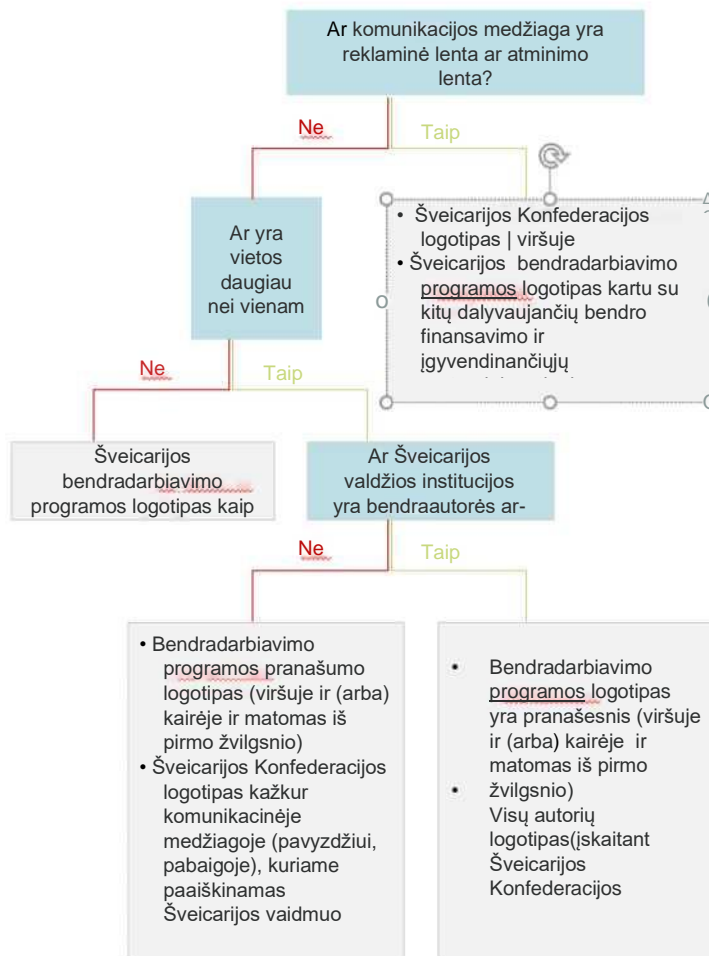 Ar komunikacijos medžiaga yra
reklaminė lenta ar atminimo
lenta?
Ne
Taip
Ar yra
vietos
daugiau
nei vienam
• Šveicarijos Konfederacijos
logotipas | viršuje
• Šveicarijos bendradarbiavimo
programos logotipas kartu su
kitų dalyvaujančių bendro
finansavimo ir
įgyvendinančiųjų
Ne
Taip
Šveicarijos
bendradarbiavimo
programos logotipas kaip
Ar Šveicarijos
valdžios institucijos
yra bendraautorės ar-
Ne
Taip
• Bendradarbiavimo
programos pranašumo
logotipas (viršuje ir (arba)
kairėje ir matomas iš
pirmo žvilgsnio)
• Šveicarijos Konfederacijos
logotipas kažkur
komunikacinėje
medžiagoje (pavyzdžiui,
pabaigoje), kuriame
paaiškinamas
Šveicarijos vaidmuo
• Bendradarbiavimo
programos logotipas
yra pranašesnis (viršuje
ir (arba) kairėje ir
matomas iš pirmo
• žvilgsnio)
Visų autorių
logotipas(įskaitant
Šveicarijos
Konfederacijos